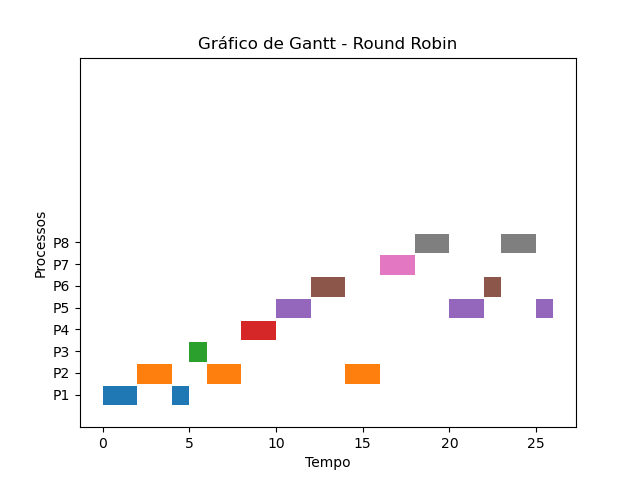 Gráfico de Gantt - Round Robin
Processos
P8
P7
P6
P5
P4
P3
P2
P1
0 5 10 15 20 25
Tempo